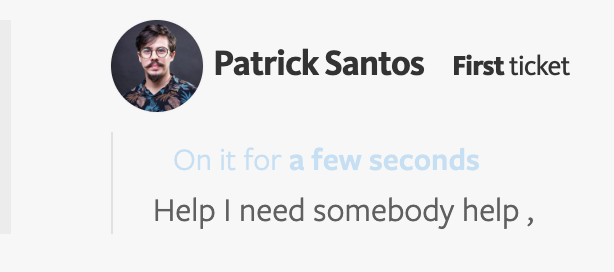 Patrick Santos First ticket
On it for a few seconds
Help I need somebody help ,